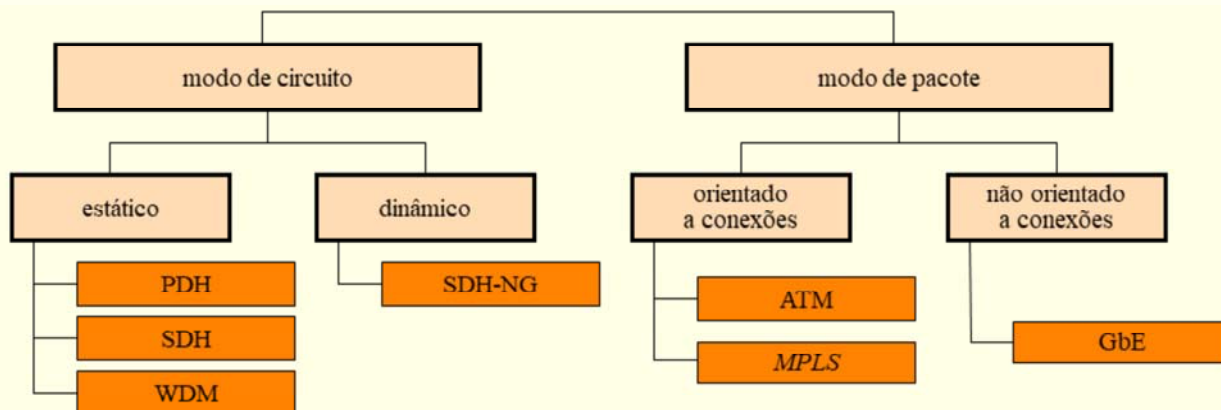 modo de circuito
modo de pacote
estático
dinâmico
orientado
a conexões
não orientado
a conexões
PDH
SDH
WDM
SDH-NG
ATM
MPLS
GbE